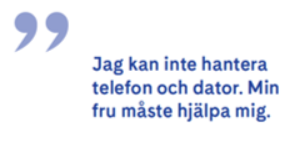 ”
Jag kan inte hantera
telefon och dator. Min
fru måste hjälpa mig.